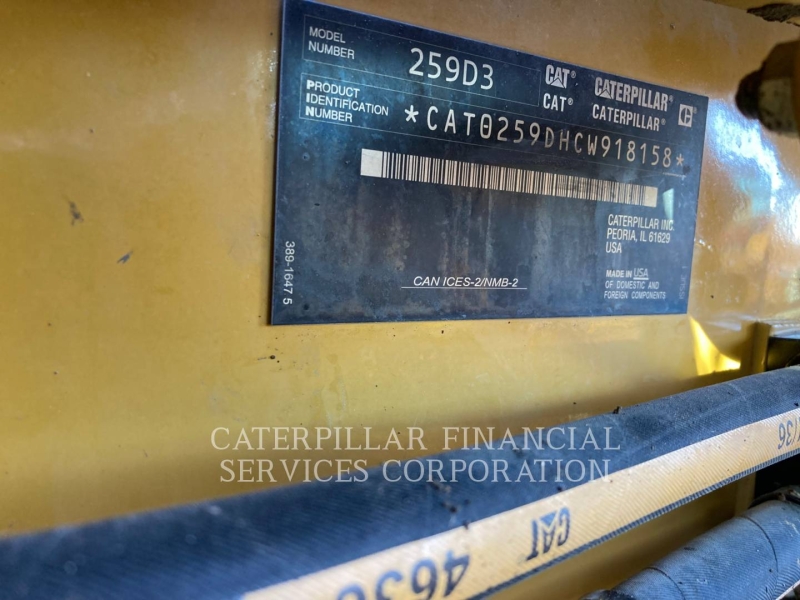 MODEL
NUMBER 259D3
CAT® CATERPILLAR® C
CAT® CATERPILLAR®
PRODUCT
IDENTIFICATION
NUMBER *CAT0259DHCW918158*
CATERPILLAR INC.
PEORIA, IL 61629
USA
MADE IN USA
OF DOMESTIC AND
FOREIGN COMPONENTS
CAN ICES-2/NMB-2
389-1647 5
CATERPILLAR FINANCIAL
SERVICES CORPORATION
CAT
4636